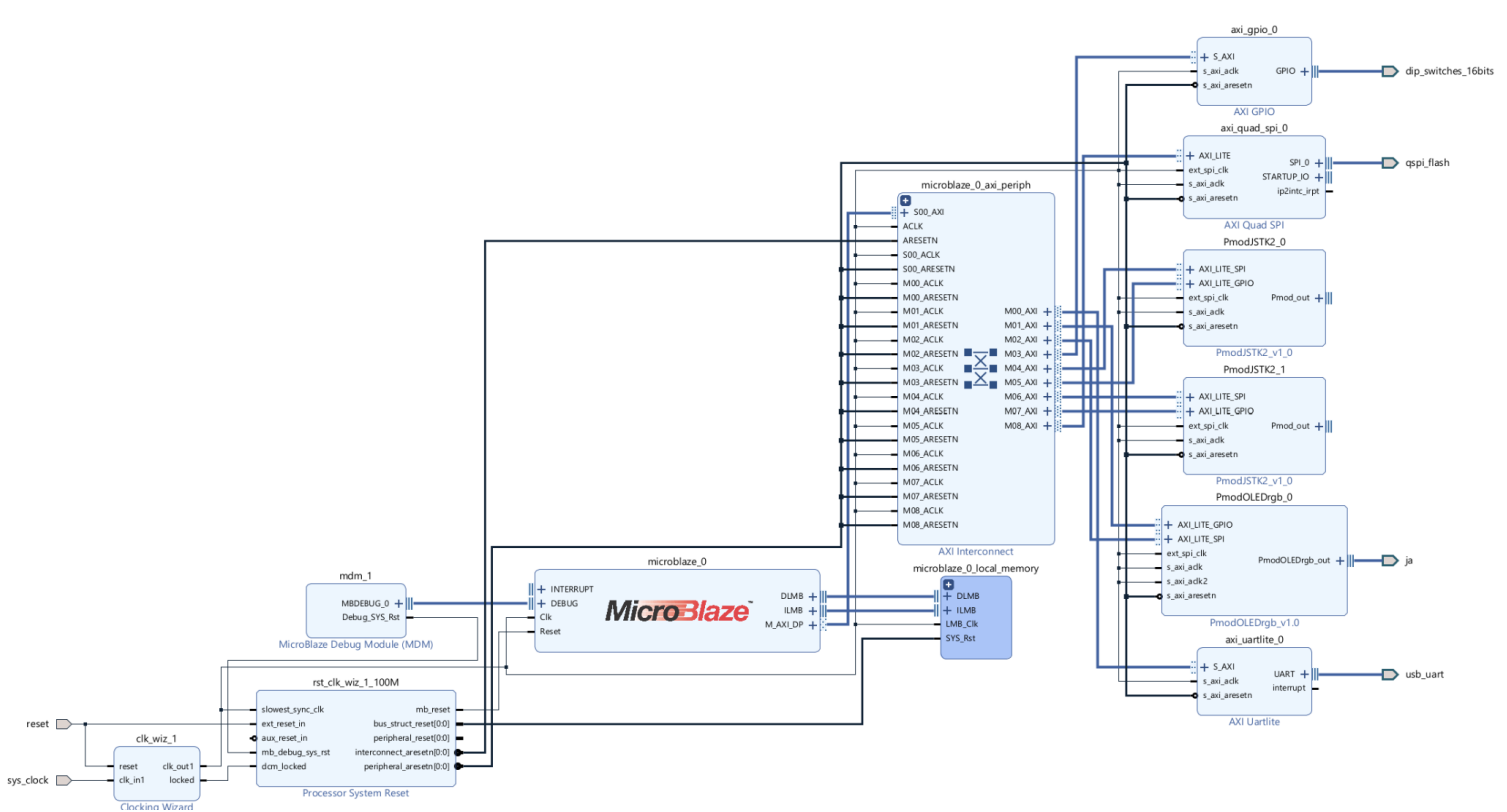 axi_gpio_0
S_AXI
s_axi_aclk
s_axi_aresetn
GPIO
AXI GPIO
dip_switches_16bits
axi_quad_spi_0
AXI_LITE
ext_spi_clk
s_axi_aclk
s_axi_aresetn
SPI_0
STARTUP_IO
ip2intc_irpt
AXI Quad SPI
qspi_flash
microblaze_0_axi_periph
S00_AXI
ACLK
ARESETN
S00_ACLK
S00_ARESETN
M00_ACLK
M00_ARESETN
M01_ACLK
M01_ARESETN
M02_ACLK
M02_ARESETN
M03_ACLK
M03_ARESETN
M04_ACLK
M04_ARESETN
M05_ACLK
M05_ARESETN
M06_ACLK
M06_ARESETN
M07_ACLK
M07_ARESETN
M08_ACLK
M08_ARESETN
M00_AXI
M01_AXI
M02_AXI
M03_AXI
M04_AXI
M05_AXI
M06_AXI
M07_AXI
M08_AXI
AXI Interconnect
PmodJSTK2_0
AXI_LITE_SPI
AXI_LITE_GPIO
ext_spi_clk
s_axi_aclk
s_axi_aresetn
Pmod_out
PmodJSTK2_v1_0
PmodJSTK2_1
AXI_LITE_SPI
AXI_LITE_GPIO
ext_spi_clk
s_axi_aclk
s_axi_aresetn
Pmod_out
PmodJSTK2_v1_0
PmodOLEDrgb_0
AXI_LITE_GPIO
AXI_LITE_SPI
ext_spi_clk
s_axi_aclk
s_axi_aclk2
s_axi_aresetn
PmodOLEDrgb_out
PmodOLEDrgb_v1.0
ja
axi_uartlite_0
S_AXI
s_axi_aclk
s_axi_aresetn
UART
interrupt
AXI Uartlite
usb_uart
mdm_1
MBDEBUG_0
Debug_SYS_Rst
MicroBlaze Debug Module (MDM)
microblaze_0
INTERRUPT
DEBUG
Clk
Reset
MicroBlaze™
DLMB
ILMB
M_AXI_DP
microblaze_0_local_memory
DLMB
ILMB
LMB_Clk
SYS_Rst
rst_clk_wiz_1_100M
slowest_sync_clk
ext_reset_in
aux_reset_in
mb_debug_sys_rst
dcm_locked
mb_reset
bus_struct_reset[0:0]
peripheral_reset[0:0]
interconnect_aresetn[0:0]
peripheral_aresetn[0:0]
Processor System Reset
reset
sys_clock
clk_wiz_1
reset
clk_in1
clk_out1
locked
Clocking Wizard